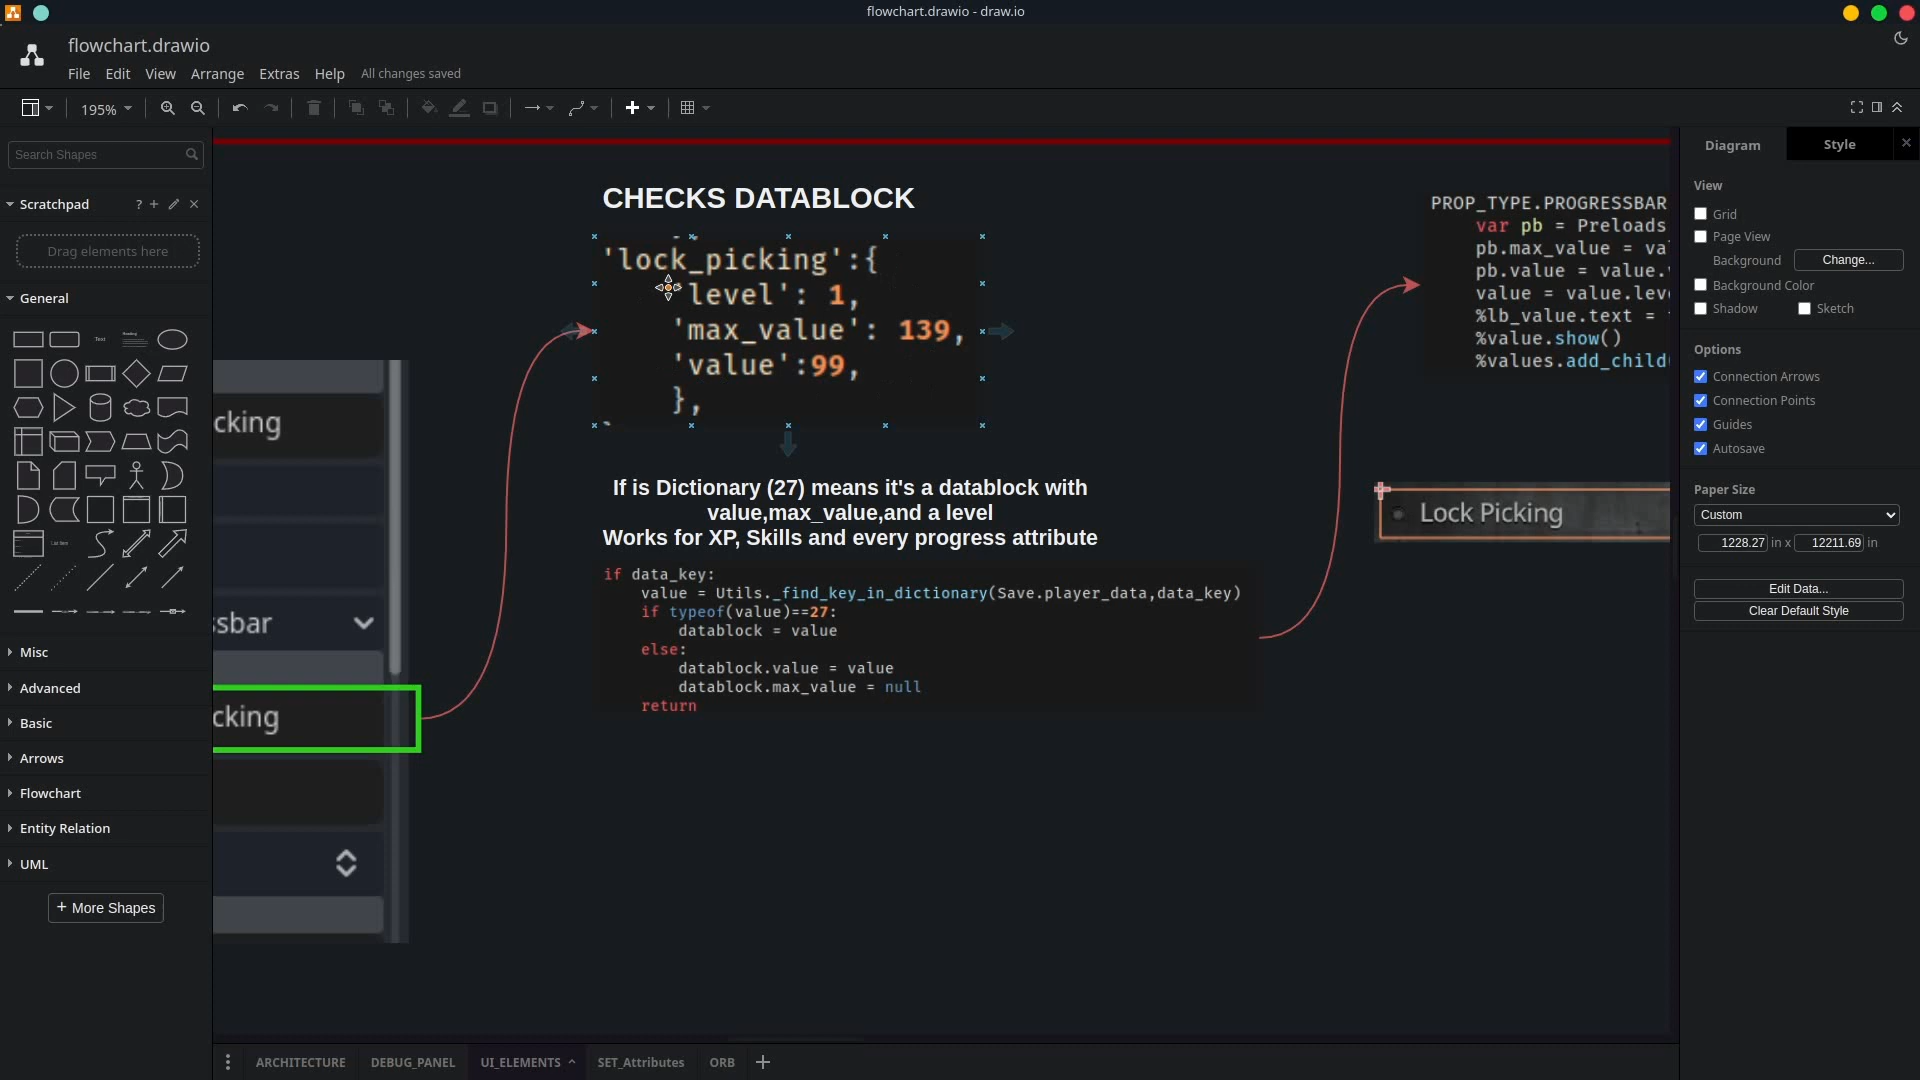 flowchart.drawio - draw.io
flowchart.drawio
File Edit View Arrange Extras Help All changes saved
195%
Search Shapes
Scratchpad ?
Drag elements here
General
Text
Heading
List Item
Misc
Advanced
Basic
Arrows
Flowchart
Entity Relation
UML
+ More Shapes
cking
ssbar
cking
CHECKS DATABLOCK
'lock_picking':{
level': 1,
'max_value': 139,
'value':99,
},
If is Dictionary (27) means it's a datablock with
value,max_value,and a level
Works for XP, Skills and every progress attribute
if data_key:
value = Utils._find_key_in_dictionary(Save.player_data,data_key)
if typeof(value)==27:
datablock = value
else:
datablock.value = value
datablock.max_value = null
return
PROP_TYPE.PROGRESSBAR
var pb = Preloads
pb.max_value = va
pb.value = value.
value = value.leve
%lb_value.text =
%value.show()
%values.add_child(
Lock Picking
Diagram Style
View
Grid
Page View
Background Change...
Background Color
Shadow Sketch
Options
Connection Arrows
Connection Points
Guides
Autosave
Paper Size
Custom
1228.27 in x 12211.69 in
Edit Data...
Clear Default Style
ARCHITECTURE DEBUG_PANEL UI_ELEMENTS SET_Attributes ORB